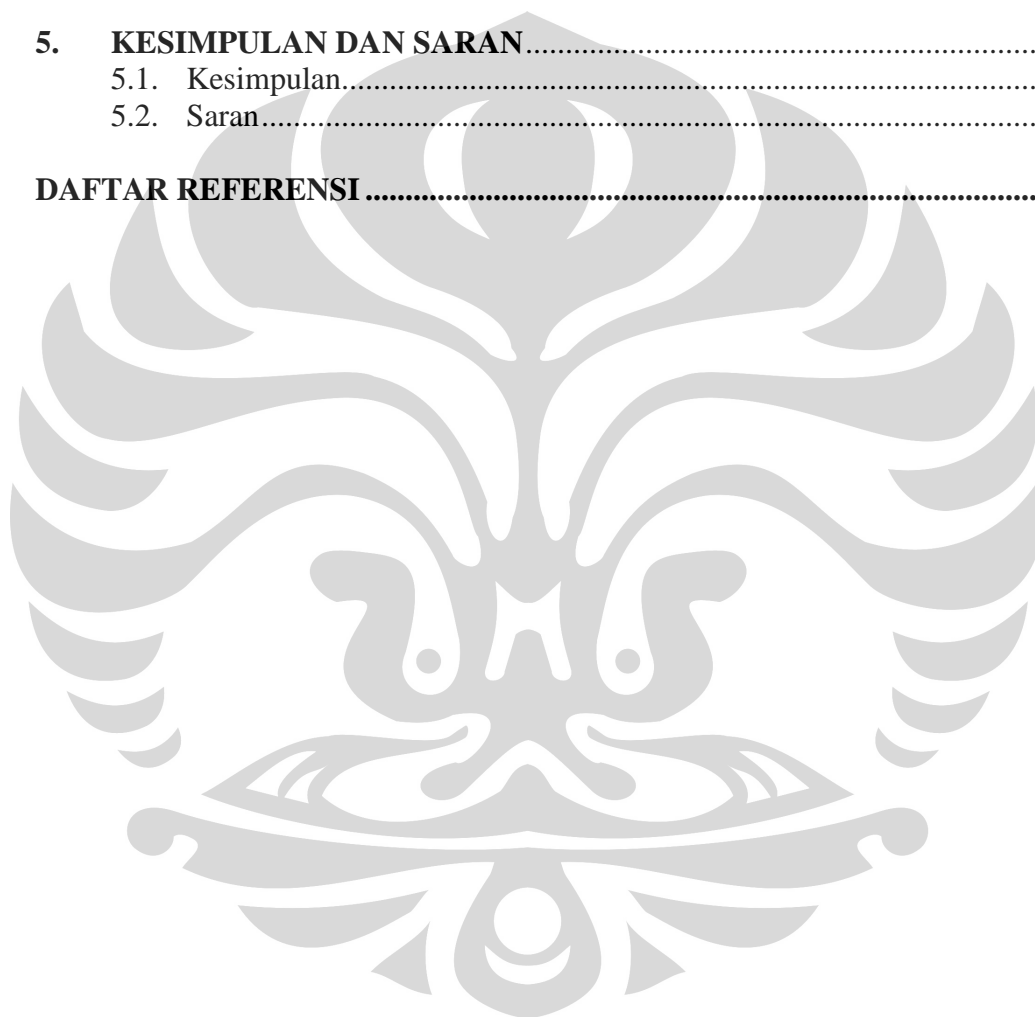 5. KESIMPULAN DAN SARAN........................................................................
5.1. Kesimpulan.......................................................................................
5.2. Saran.................................................................................................
DAFTAR REFERENSI ..................................................................................